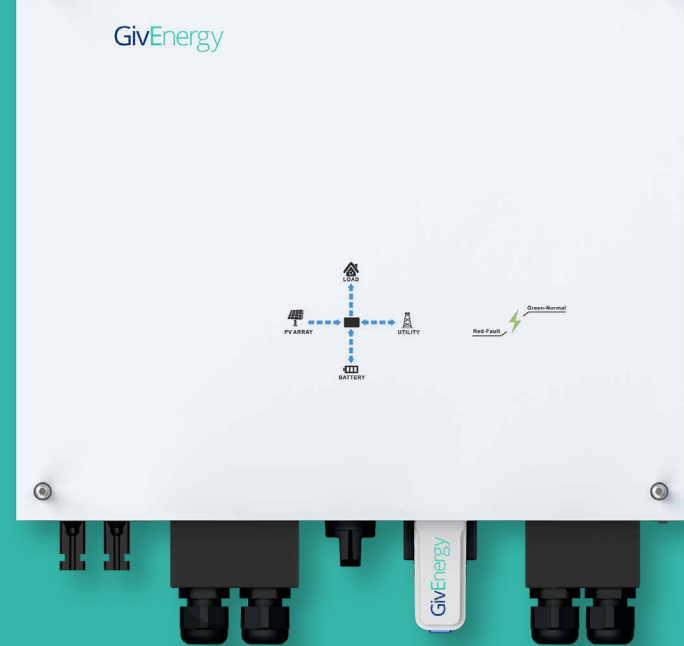 GivEnergy
LOAD
PV ARRAY
UTILITY
BATTERY
Green-Normal
Red-Fault
GivEnergy